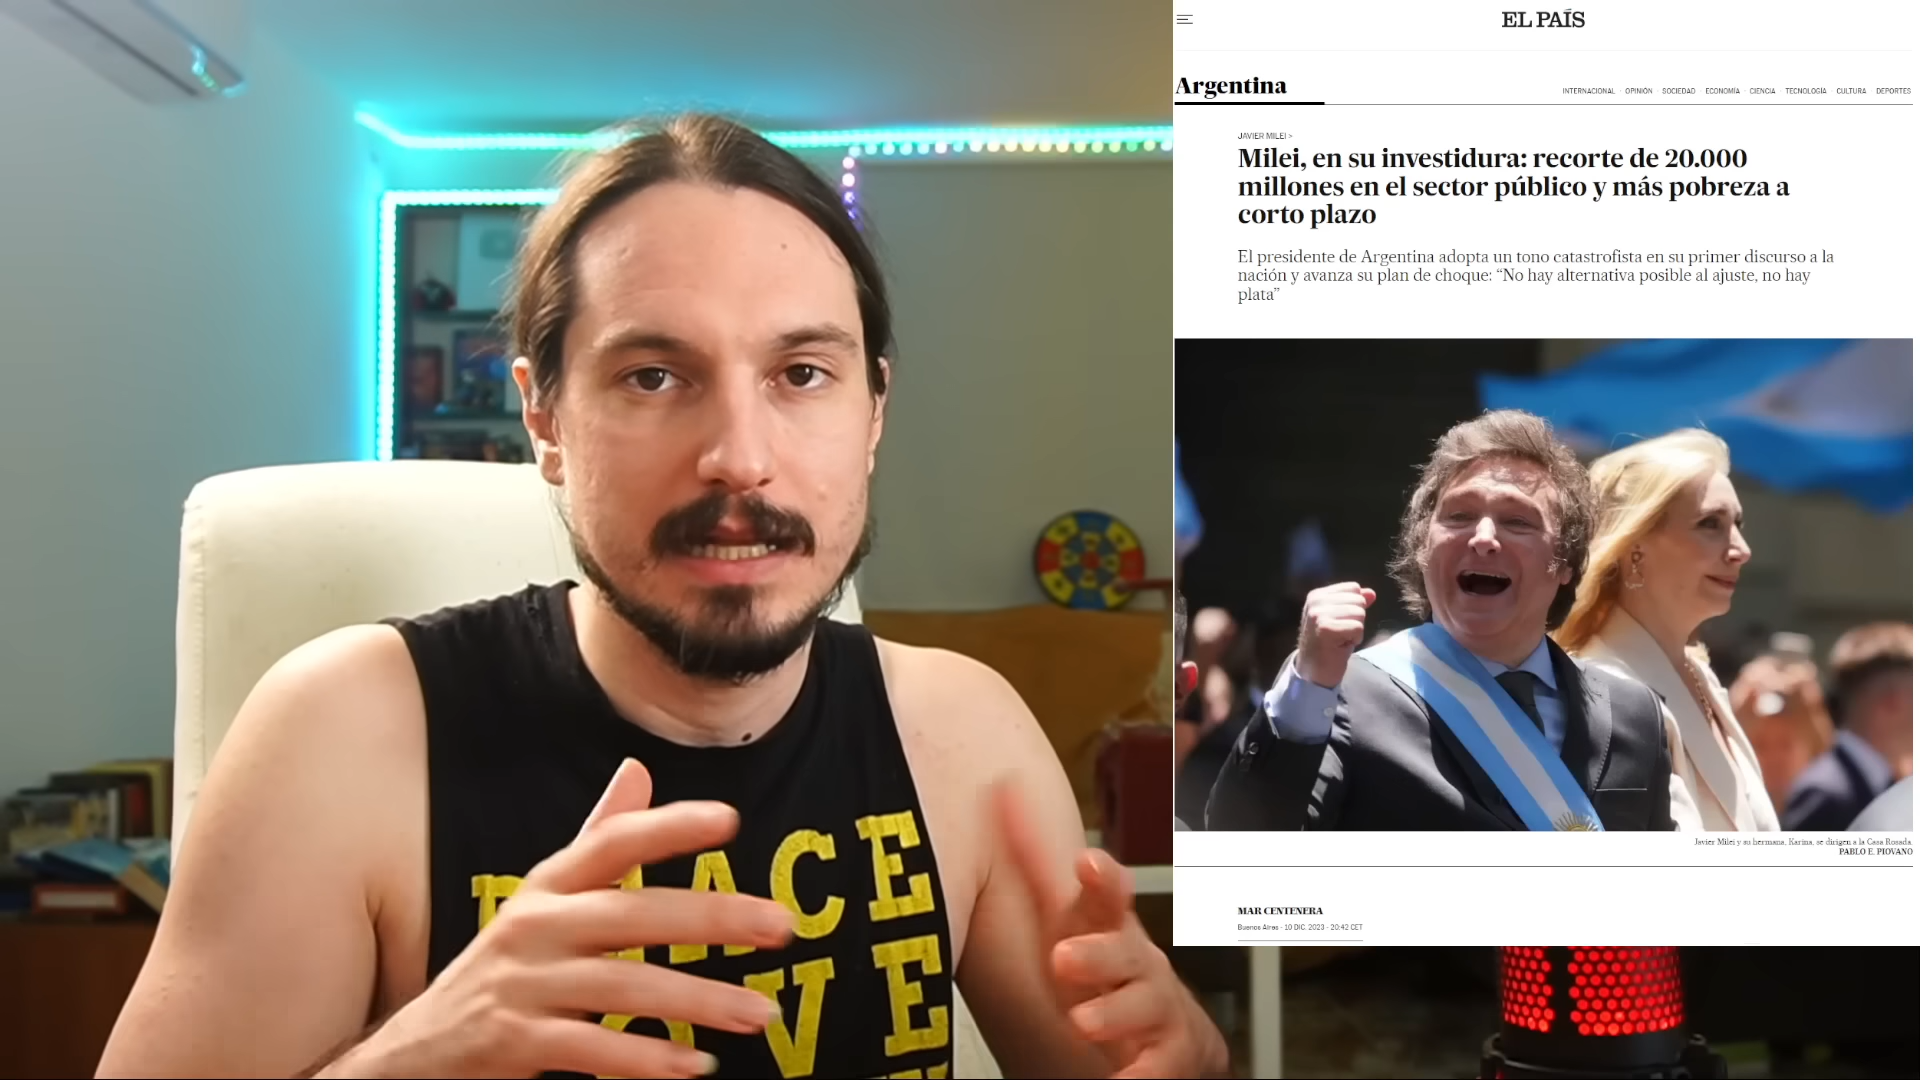 EL PAÍS
Argentina
INTERNACIONAL · OPINIÓN · SOCIEDAD · ECONOMÍA · CIENCIA · TECNOLOGÍA · CULTURA · DEPORTES
JAVIER MILEI >
Milei, en su investidura: recorte de 20.000
millones en el sector público y más pobreza a
corto plazo
El presidente de Argentina adopta un tono catastrofista en su primer discurso a la
nación y avanza su plan de choque: “No hay alternativa posible al ajuste, no hay
plata”
Javier Milei y su hermana, Karina, se dirigen a la Casa Rosada.
PABLO E. PIOVANO
MAR CENTENERA
Buenos Aires - 10 DIC. 2023 - 20:42 CET